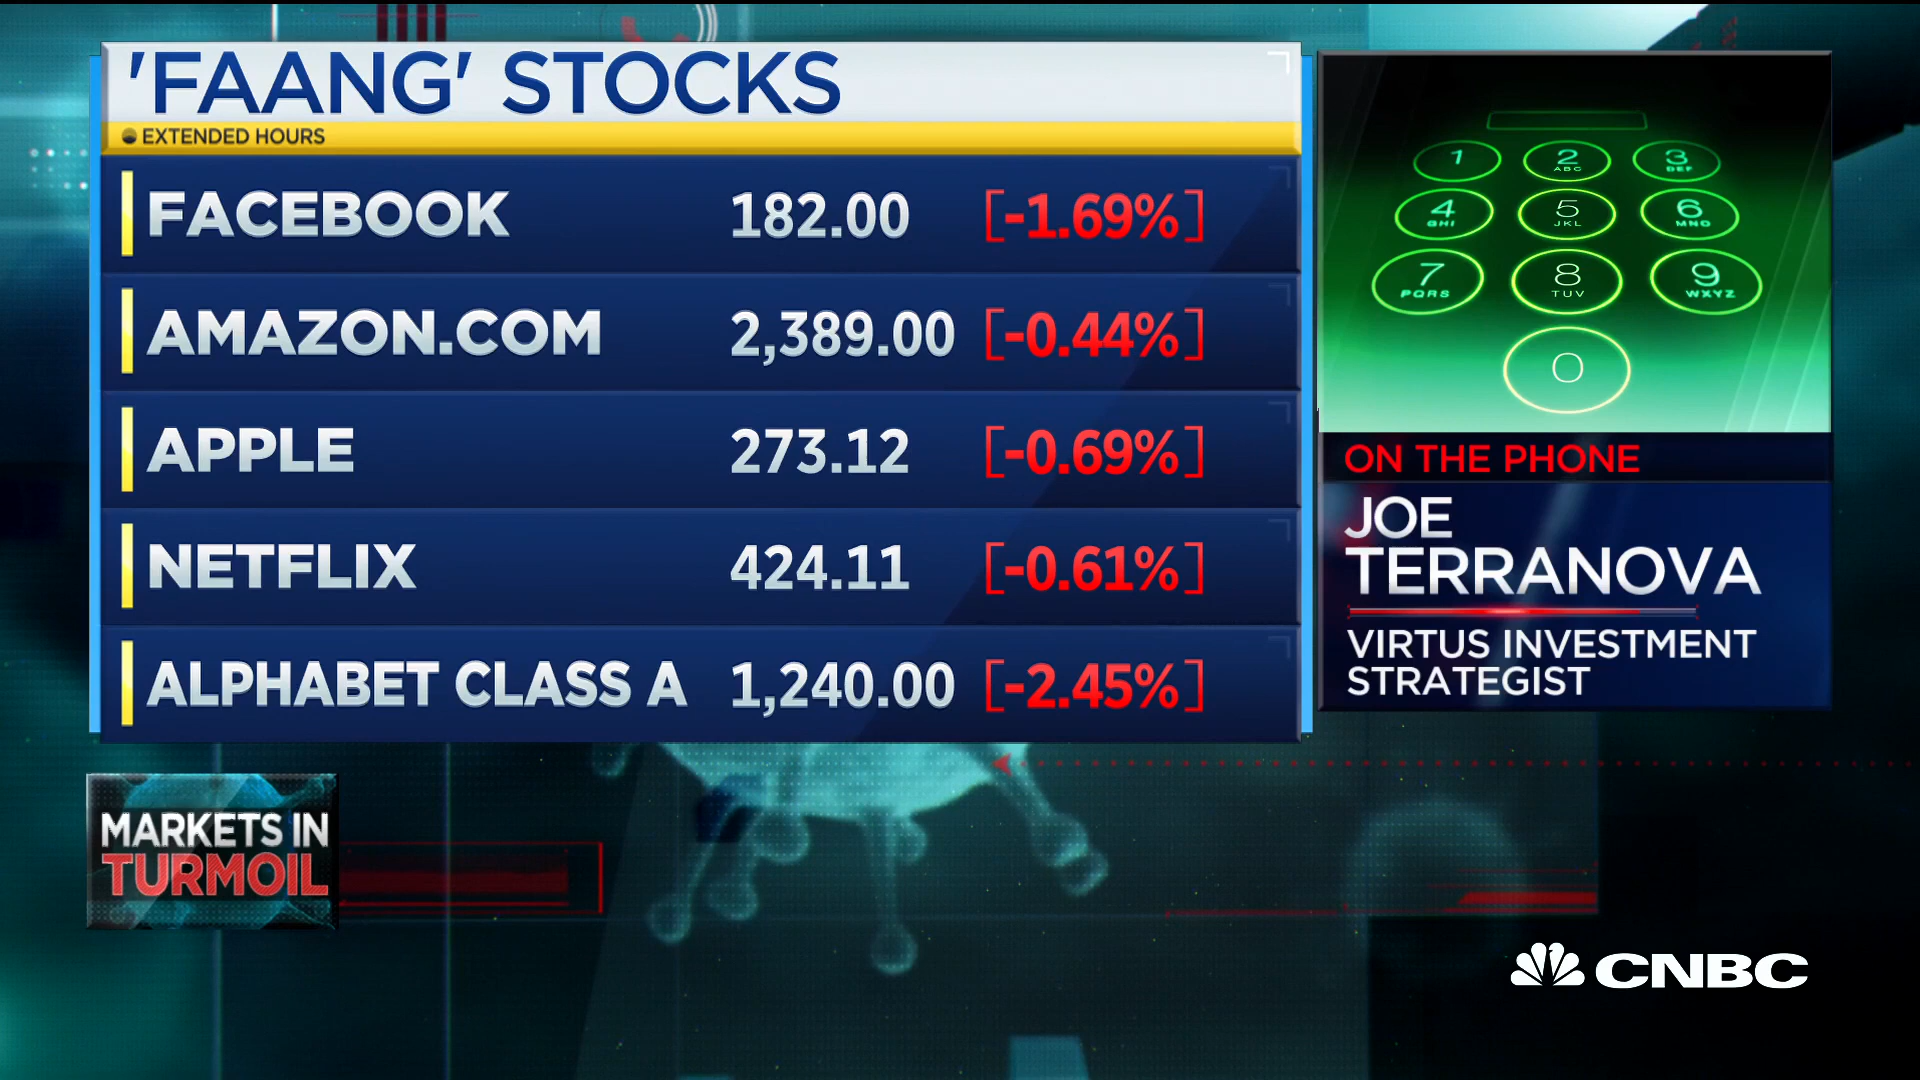 'FAANG' STOCKS
EXTENDED HOURS
FACEBOOK 182.00 [-1.69%]
AMAZON.COM 2,389.00 [-0.44%]
APPLE 273.12 [-0.69%]
NETFLIX 424.11 [-0.61%]
ALPHABET CLASS A 1,240.00 [-2.45%]
1 2 3
ABC DEF
4 5 6
GHI JKL MNO
7 8 9
PQRS TUV WXYZ
0
ON THE PHONE
JOE
TERRANOVA
VIRTUS INVESTMENT
STRATEGIST
MARKETS IN
TURMOIL
CNBC